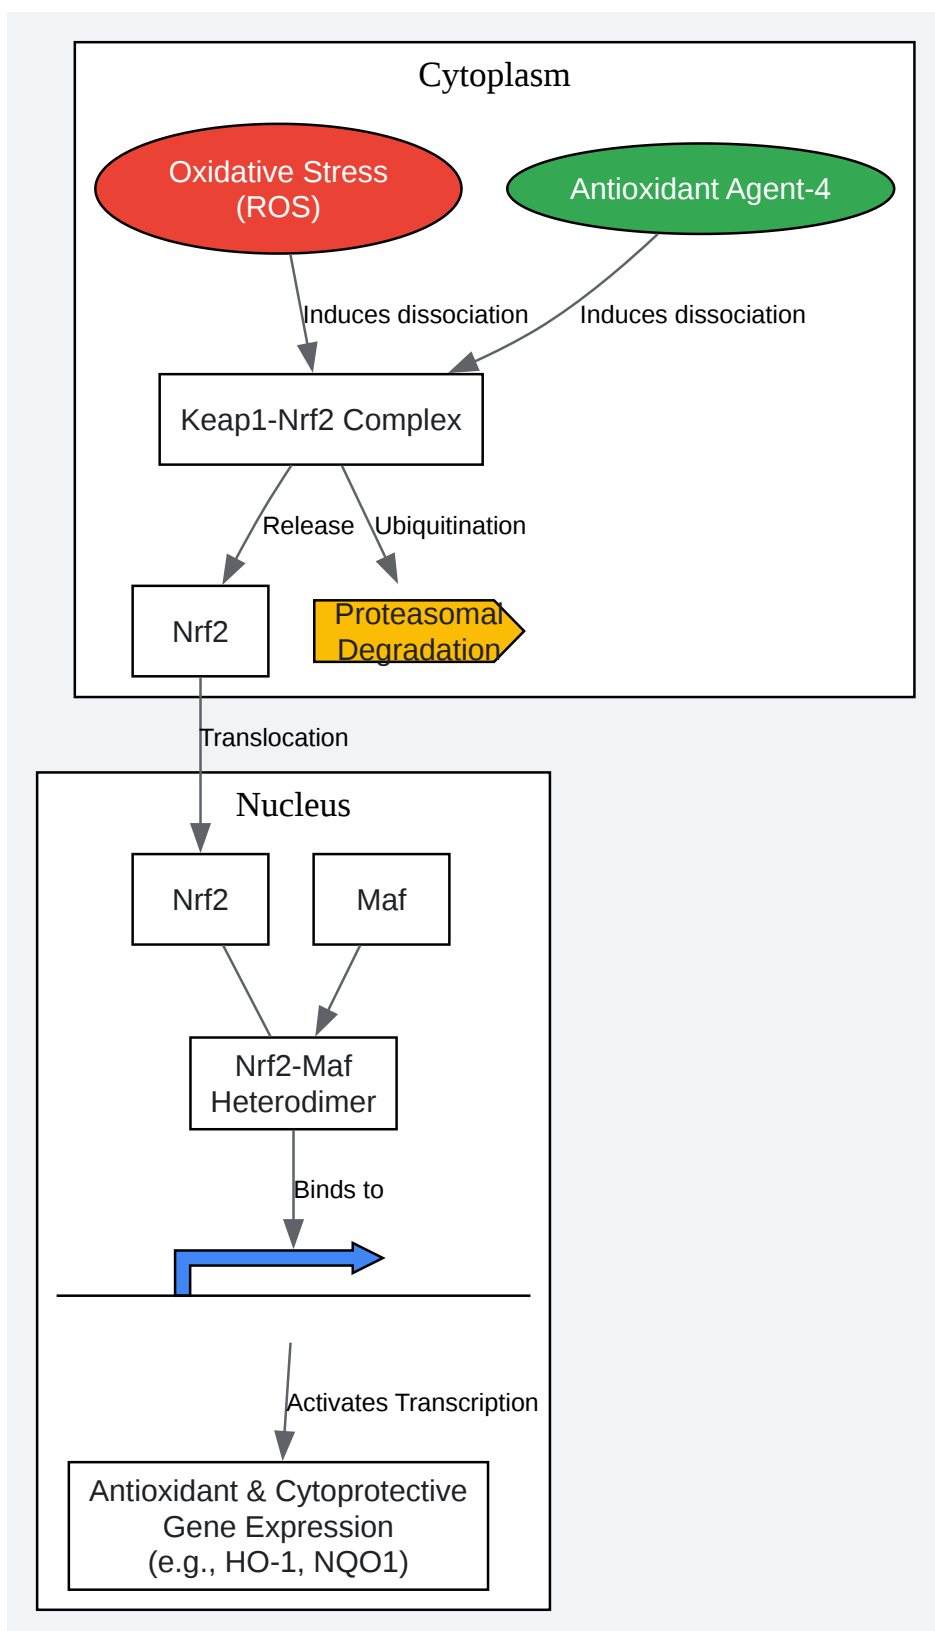 Cytoplasm
Oxidative Stress
(ROS)
Antioxidant Agent-4
Induces dissociation
Induces dissociation
Keap1-Nrf2 Complex
Release
Ubiquitination
Nrf2
Proteasomal
Degradation
Translocation
Nucleus
Nrf2
Maf
Nrf2-Maf
Heterodimer
Binds to
Activates Transcription
Antioxidant & Cytoprotective
Gene Expression
(e.g., HO-1, NQO1)